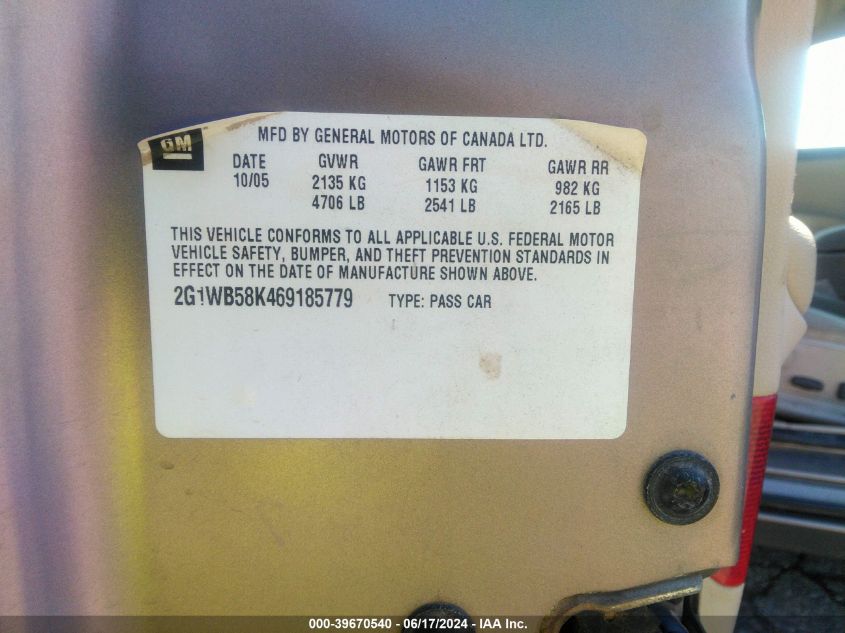 GM
MFD BY GENERAL MOTORS OF CANADA LTD.
DATE GVWR GAWR FRT GAWR RR
10/05 2135 KG 1153 KG 982 KG
4706 LB 2541 LB 2165 LB
THIS VEHICLE CONFORMS TO ALL APPLICABLE U.S. FEDERAL MOTOR
VEHICLE SAFETY, BUMPER, AND THEFT PREVENTION STANDARDS IN
EFFECT ON THE DATE OF MANUFACTURE SHOWN ABOVE.
2G1WB58K469185779 TYPE: PASS CAR
000-39670540 - 06/17/2024 - IAA Inc.